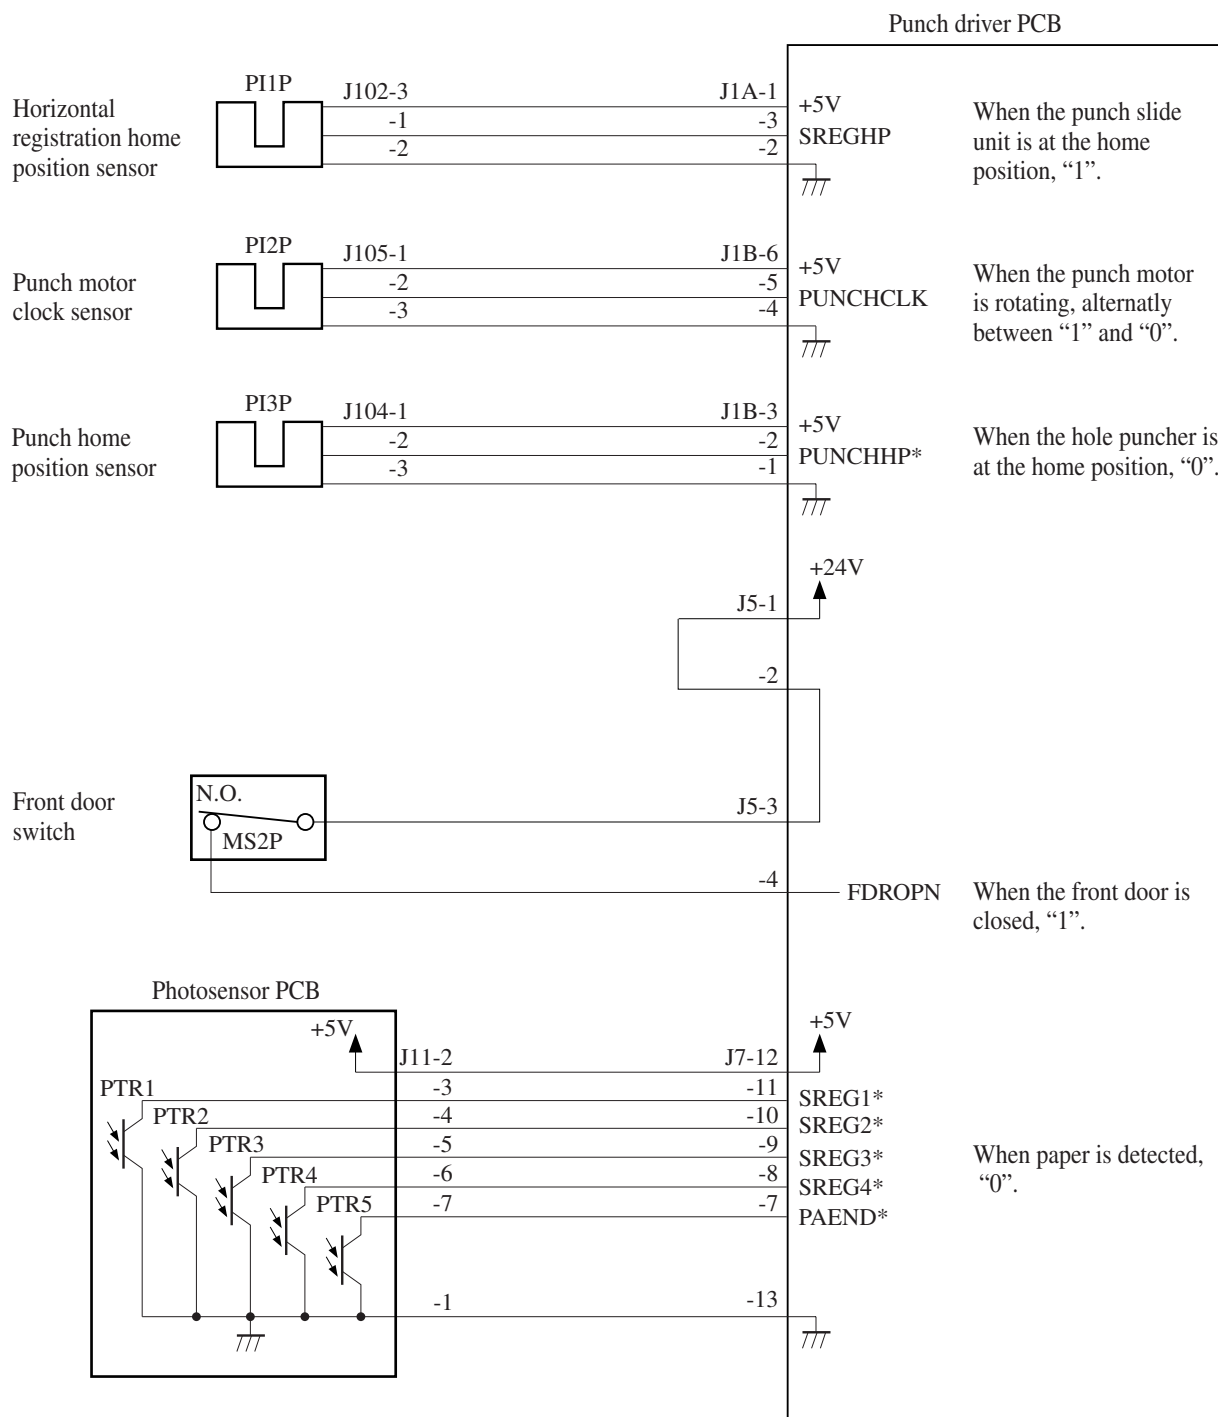 Punch driver PCB
Horizontal
registration home
position sensor
PI1P
J102-3
-1
-2
J1A-1
-3
-2
+5V
SREGHP
When the punch slide
unit is at the home
position, “1”.
Punch motor
clock sensor
PI2P
J105-1
-2
-3
J1B-6
-5
-4
+5V
PUNCHCLK
When the punch motor
is rotating, alternatly
between “1” and “0”.
Punch home
position sensor
PI3P
J104-1
-2
-3
J1B-3
-2
-1
+5V
PUNCHHP*
When the hole puncher is
at the home position, “0”.
+24V
J5-1
-2
Front door
switch
N.O.
MS2P
J5-3
-4
FDROPN
When the front door is
closed, “1”.
Photosensor PCB
+5V
J11-2
-3
-4
-5
-6
-7
-1
PTR1
PTR2
PTR3
PTR4
PTR5
J7-12
-11
-10
-9
-8
-7
-13
+5V
SREG1*
SREG2*
SREG3*
SREG4*
PAEND*
When paper is detected,
“0”.